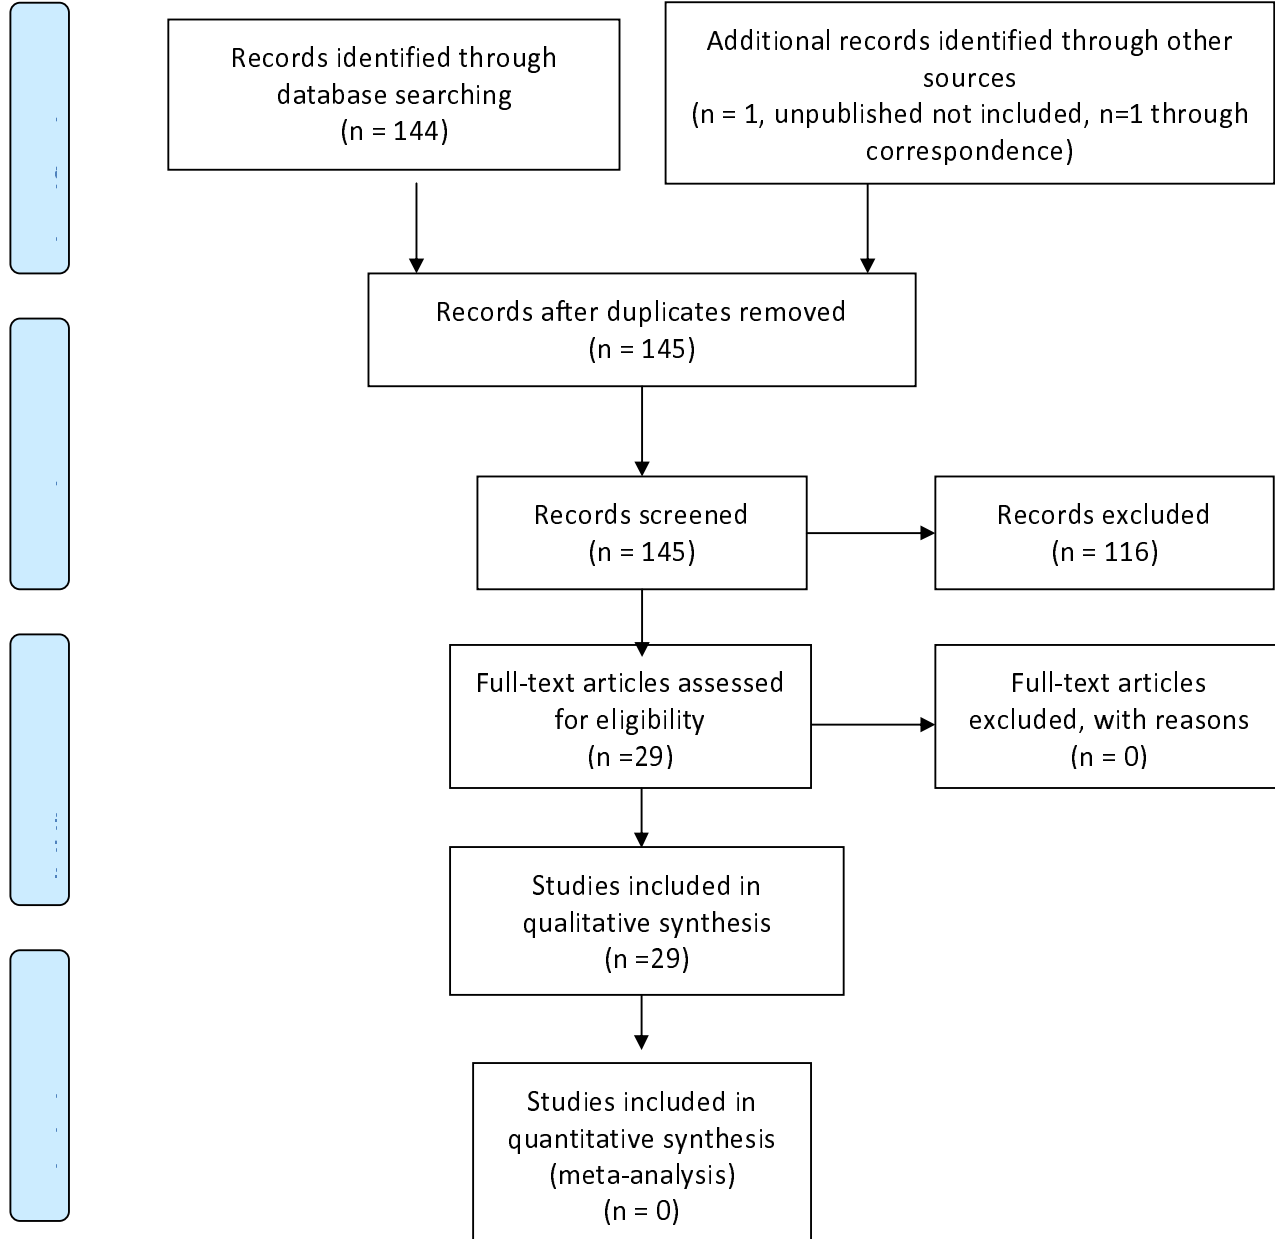 Records identified through
database searching
(n = 144)
Additional records identified through other
sources
(n = 1, unpublished not included, n=1 through
correspondence)
Records after duplicates removed
(n = 145)
Records screened
(n = 145)
Records excluded
(n = 116)
Full-text articles assessed
for eligibility
(n =29)
Full-text articles
excluded, with reasons
(n = 0)
Studies included in
qualitative synthesis
(n =29)
Studies included in
quantitative synthesis
(meta-analysis)
(n = 0)